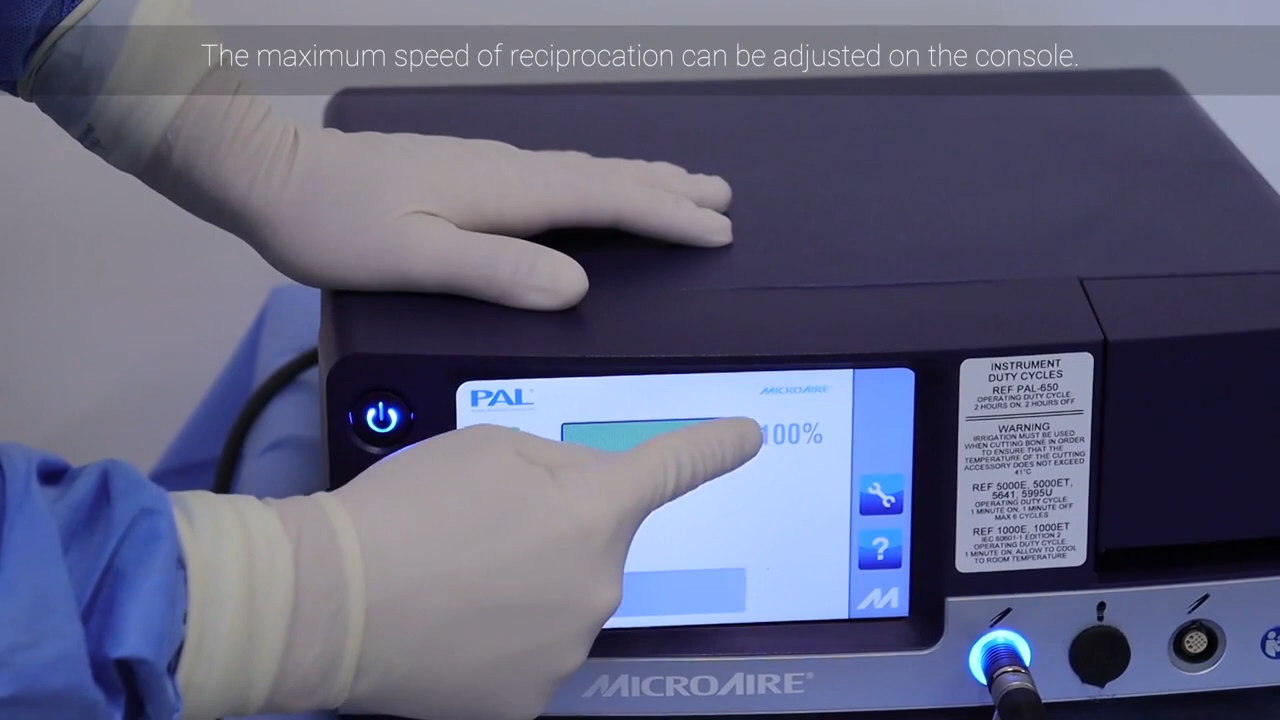 The maximum speed of reciprocation can be adjusted on the console.
PAL®
MICROAIRE®
100%
?
INSTRUMENT
DUTY CYCLES
REF PAL-650
OPERATING DUTY CYCLE
2 HOURS ON, 2 HOURS OFF
WARNING
IRRIGATION MUST BE USED
WHEN CUTTING BONE IN ORDER
TO ENSURE THAT THE
TEMPERATURE OF THE CUTTING
ACCESSORY DOES NOT EXCEED
41°C
REF 5000E, 5000ET,
5641, 5995U
OPERATING DUTY CYCLE
1 MINUTE ON, 1 MINUTE OFF
MAX 6 CYCLES
REF 1000E, 1000ET
IEC 60601-1 EDITION 2
OPERATING DUTY CYCLE
1 MINUTE ON, ALLOW TO COOL
TO ROOM TEMPERATURE
MICROAIRE®